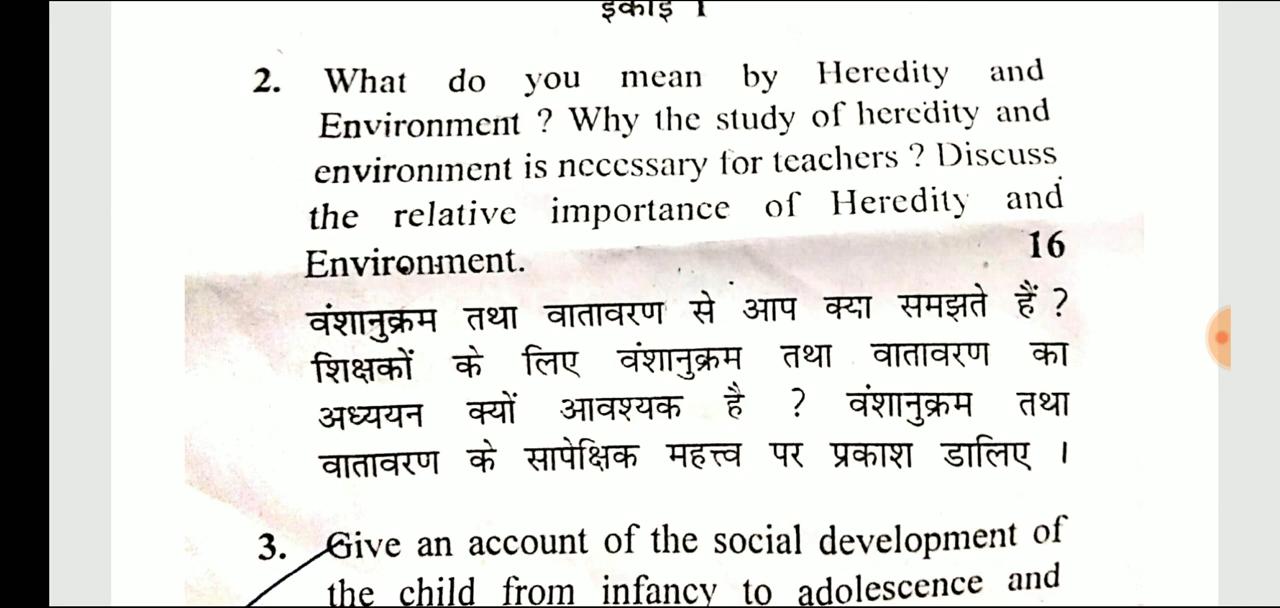 इकाई I
2. What do you mean by Heredity and
Environment ? Why the study of heredity and
environment is necessary for teachers ? Discuss
the relative importance of Heredity and
Environment. 16
वंशानुक्रम तथा वातावरण से आप क्या समझते हैं ?
शिक्षकों के लिए वंशानुक्रम तथा वातावरण का
अध्ययन क्यों आवश्यक है ? वंशानुक्रम तथा
वातावरण के सापेक्षिक महत्त्व पर प्रकाश डालिए ।
3. Give an account of the social development of
the child from infancy to adolescence and